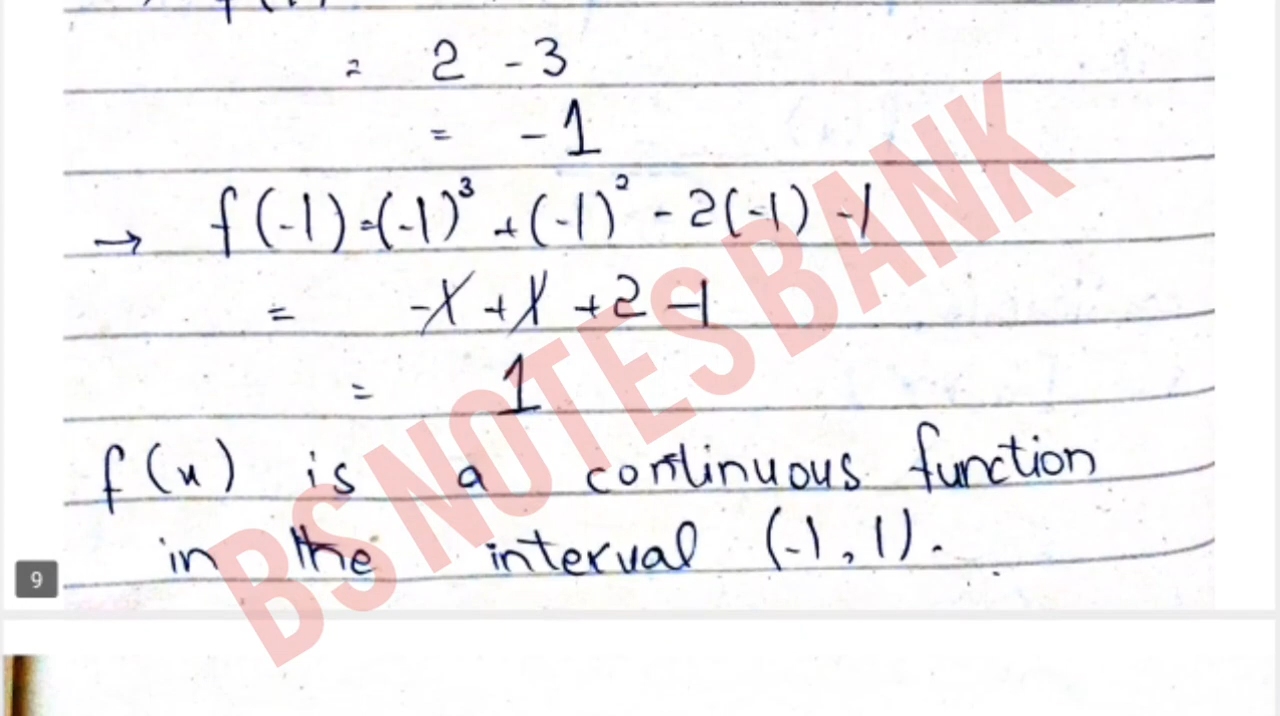 = 2 - 3
= - 1
→ f(-1) = (-1)³ + (-1)² - 2(-1) - 1
= -1 + 1 + 2 - 1
= 1
f(x) is a continuous function
in the interval (-1, 1).
9
BS NOTES BANK